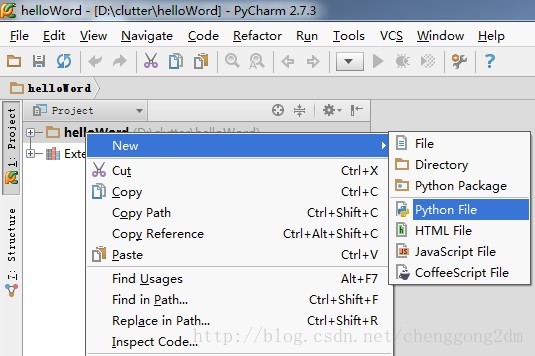 helloWord - [D:\clutter\helloWord] - PyCharm 2.7.3
File Edit View Navigate Code Refactor Run Tools VCS Window Help
helloWord
Project
1: Project
7: Structure
helloWord (D:\clutter\helloWord)
Exte
New
Cut Ctrl+X
Copy Ctrl+C
Copy Path Ctrl+Shift+C
Copy Reference Ctrl+Alt+Shift+C
Paste Ctrl+V
Find Usages Alt+F7
Find in Path... Ctrl+Shift+F
Replace in Path... Ctrl+Shift+R
Inspect Code...
File
Directory
Python Package
Python File
HTML File
JavaScript File
CoffeeScript File
http://blog.csdn.net/chenggong2dm